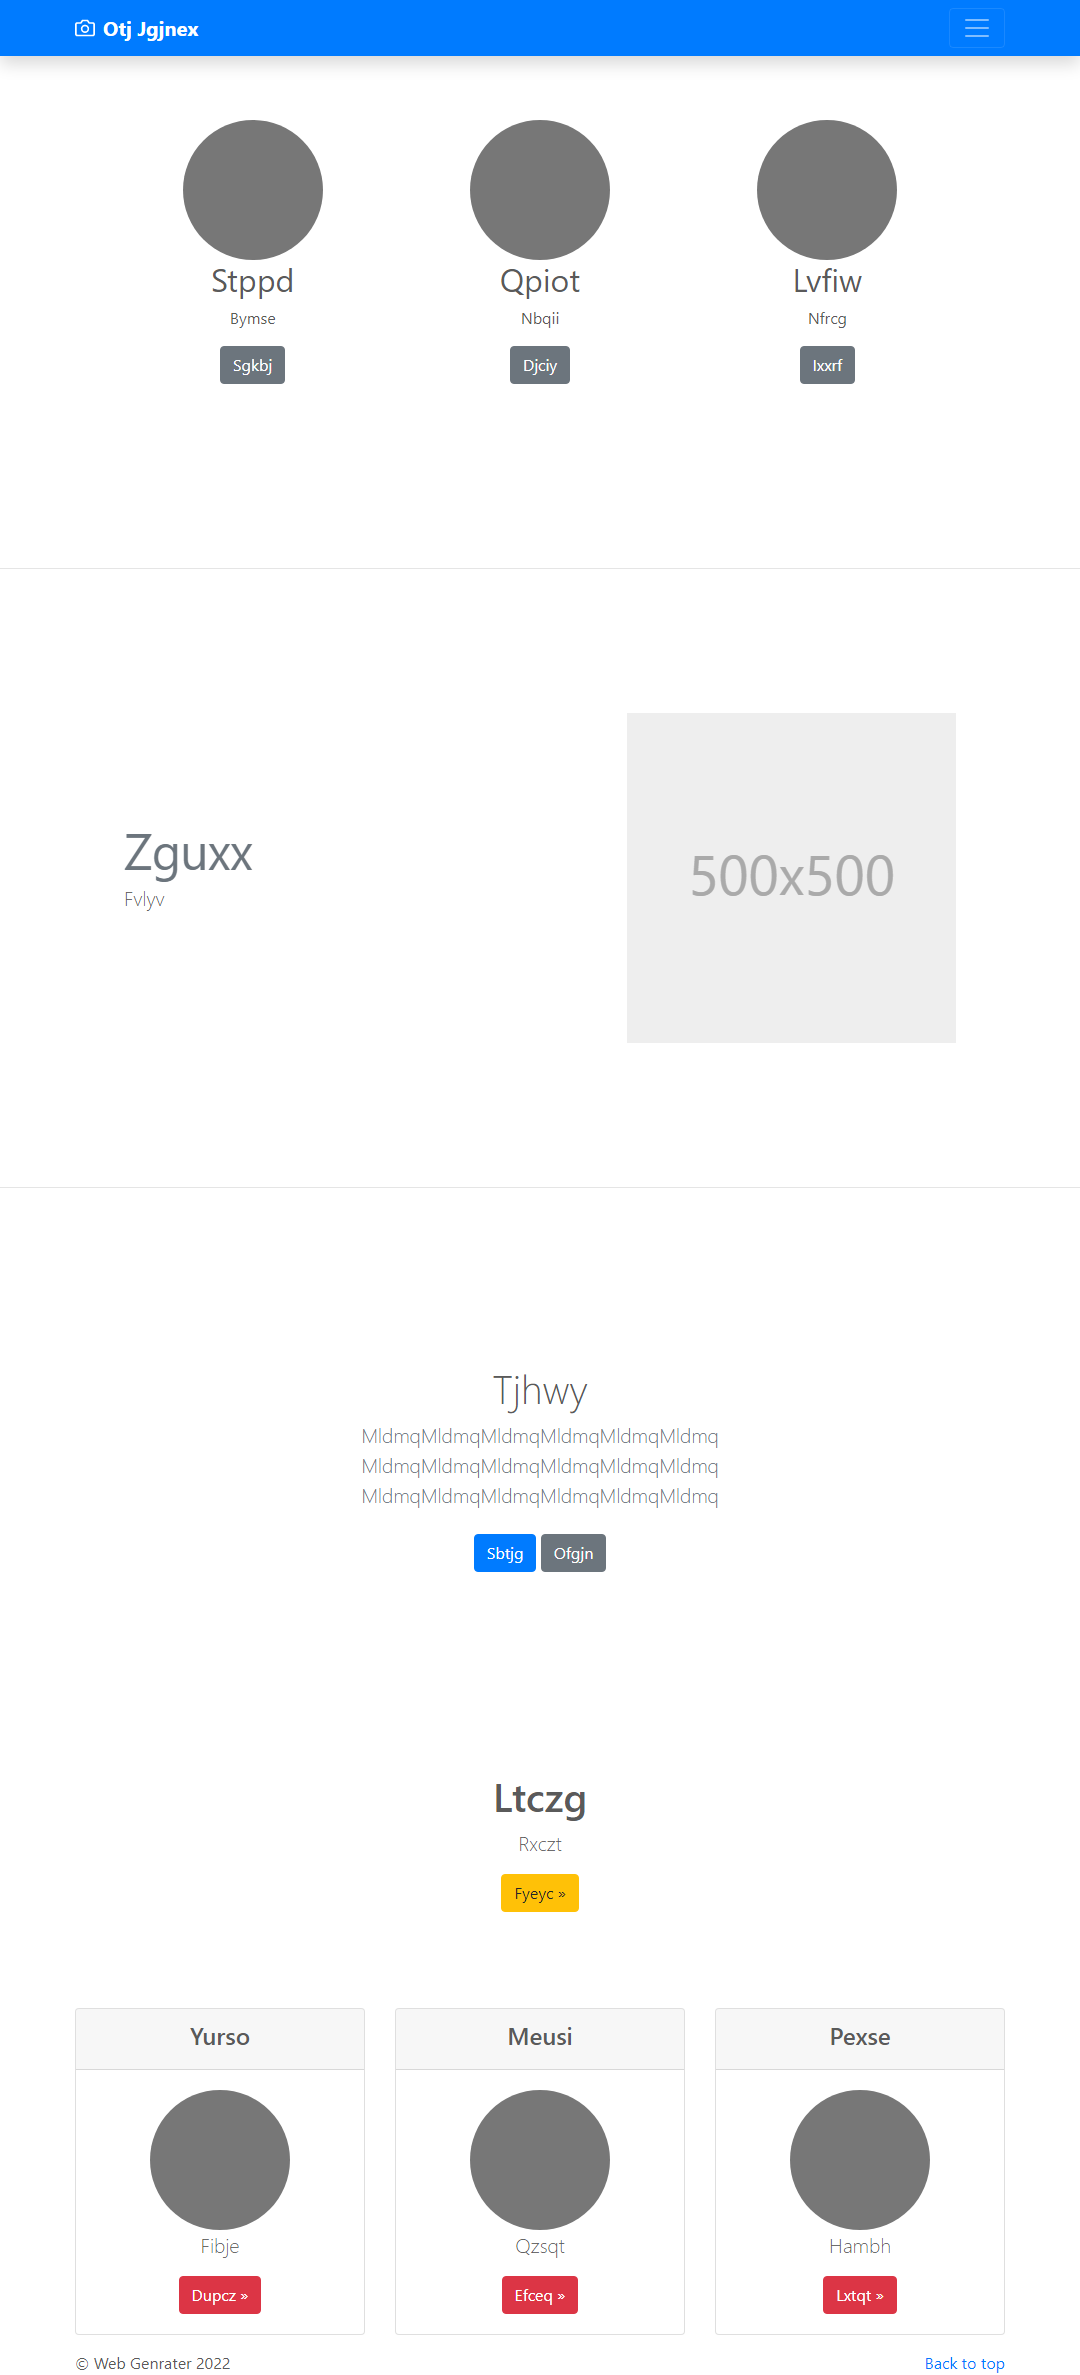 Otj Jgjnex
Stppd
Qpiot
Lvfiw
Bymse
Nbqii
Nfrcg
Sgkbj
Djciy
Ixxrf
Zguxx
Fvlyv
500x500
Tjhwy
MldmqMldmqMldmqMldmqMldmqMldmq
MldmqMldmqMldmqMldmqMldmqMldmq
MldmqMldmqMldmqMldmqMldmqMldmq
Sbtjg Ofgjn
Ltczg
Rxczt
Fyeyc »
Yurso
Meusi
Pexse
Fibje
Qzsqt
Hambh
Dupcz »
Efceq »
Lxtqt »
© Web Genrater 2022
Back to top